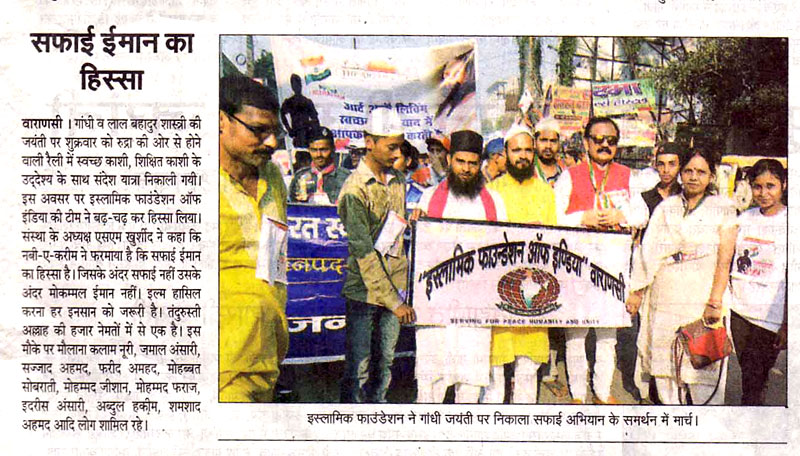 सफाई ईमान का
हिस्सा
वाराणसी । गांधी व लाल बहादुर शास्त्री की
जयंती पर शुक्रवार को रुद्रा की ओर से होने
वाली रैली में स्वच्छ काशी, शिक्षित काशी के
उद्देश्य के साथ संदेश यात्रा निकाली गयी।
इस अवसर पर इस्लामिक फाउंडेशन ऑफ
इंडिया की टीम ने बढ़-चढ़ कर हिस्सा लिया।
संस्था के अध्यक्ष एसएम खुर्शीद ने कहा कि
नबी-ए-करीम ने फरमाया है कि सफाई ईमान
का हिस्सा है। जिसके अंदर सफाई नहीं उसके
अंदर मोकम्मल ईमान नहीं। इल्म हासिल
करना हर इनसान को जरूरी है। तंदुरुस्ती
अल्लाह की हजार नेमतों में से एक है। इस
मौके पर मौलाना कलाम नूरी, जमाल अंसारी,
सज्जाद अहमद, फरीद अमहद, मोहब्बत
सोबराती, मोहम्मद जीशान, मोहम्मद फराज,
इदरीस अंसारी, अब्दुल हकीम, शमशाद
अहमद आदि लोग शामिल रहे।
आर्ट ऑफ लिविंग
"इस्लामिक फाउन्डेशन ऑफ इण्डिया" वाराणसी
SERVING FOR PEACE HUMANITY AND UNITY
इस्लामिक फाउंडेशन ने गांधी जयंती पर निकाला सफाई अभियान के समर्थन में मार्च।